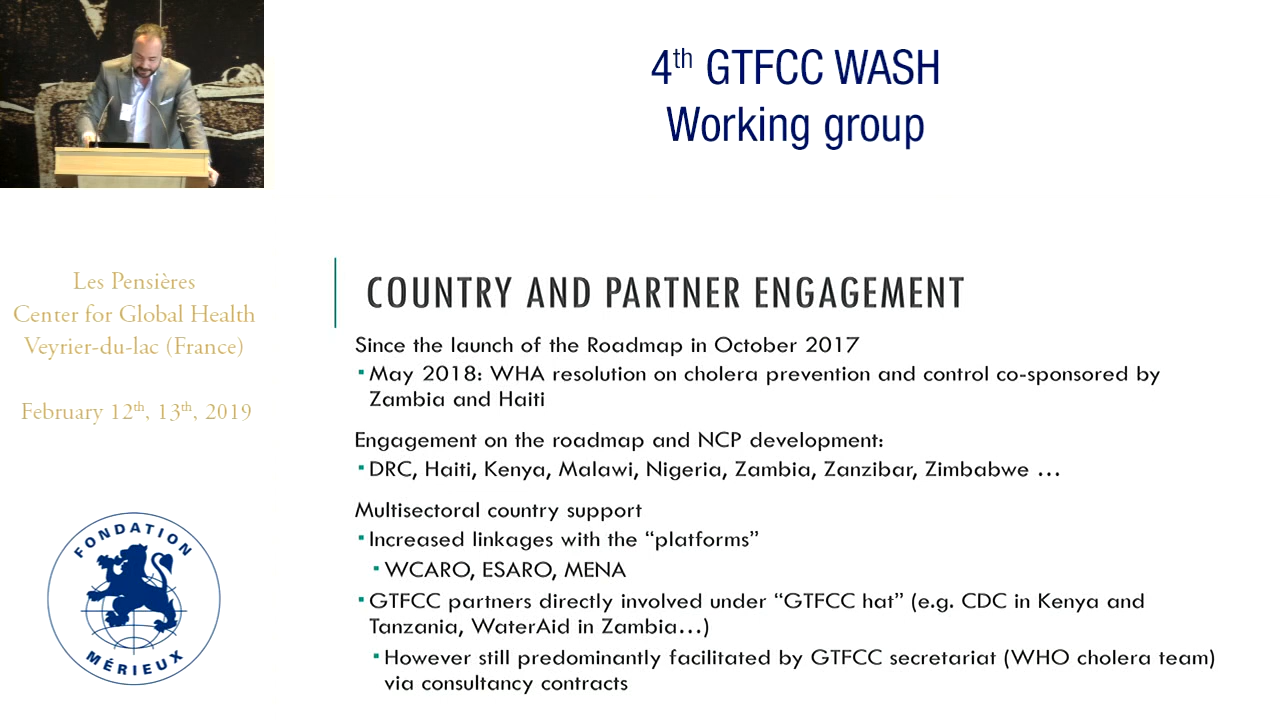 4th GTFCC WASH
Working group
Les Pensières
Center for Global Health
Veyrier-du-lac (France)
February 12th, 13th, 2019
FONDATION
MÉRIEUX
COUNTRY AND PARTNER ENGAGEMENT
Since the launch of the Roadmap in October 2017
▪ May 2018: WHA resolution on cholera prevention and control co-sponsored by
Zambia and Haiti
Engagement on the roadmap and NCP development:
▪ DRC, Haiti, Kenya, Malawi, Nigeria, Zambia, Zanzibar, Zimbabwe …
Multisectoral country support
▪ Increased linkages with the “platforms”
▪ WCARO, ESARO, MENA
▪ GTFCC partners directly involved under “GTFCC hat” (e.g. CDC in Kenya and
Tanzania, WaterAid in Zambia…)
▪ However still predominantly facilitated by GTFCC secretariat (WHO cholera team)
via consultancy contracts